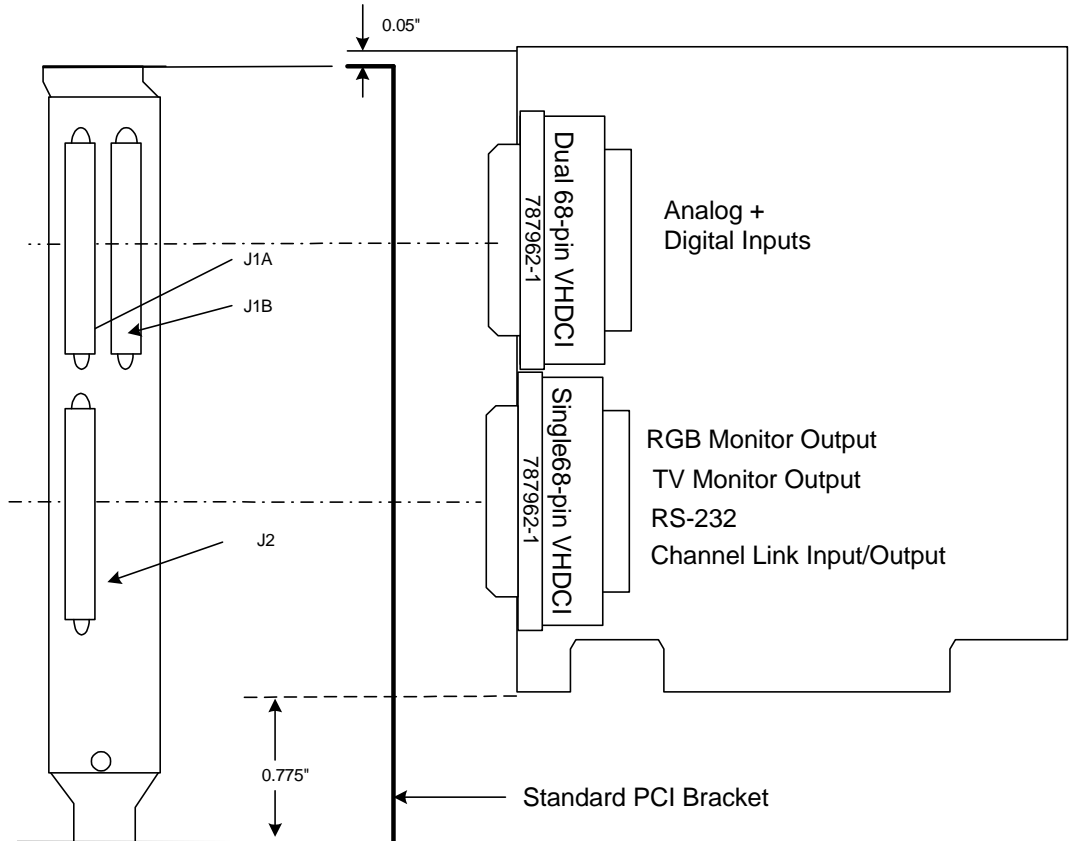 0.05"
Dual 68-pin VHDCI
787962-1
Analog +
Digital Inputs
J1A
J1B
Single68-pin VHDCI
787962-1
RGB Monitor Output
TV Monitor Output
RS-232
Channel Link Input/Output
J2
0.775"
Standard PCI Bracket